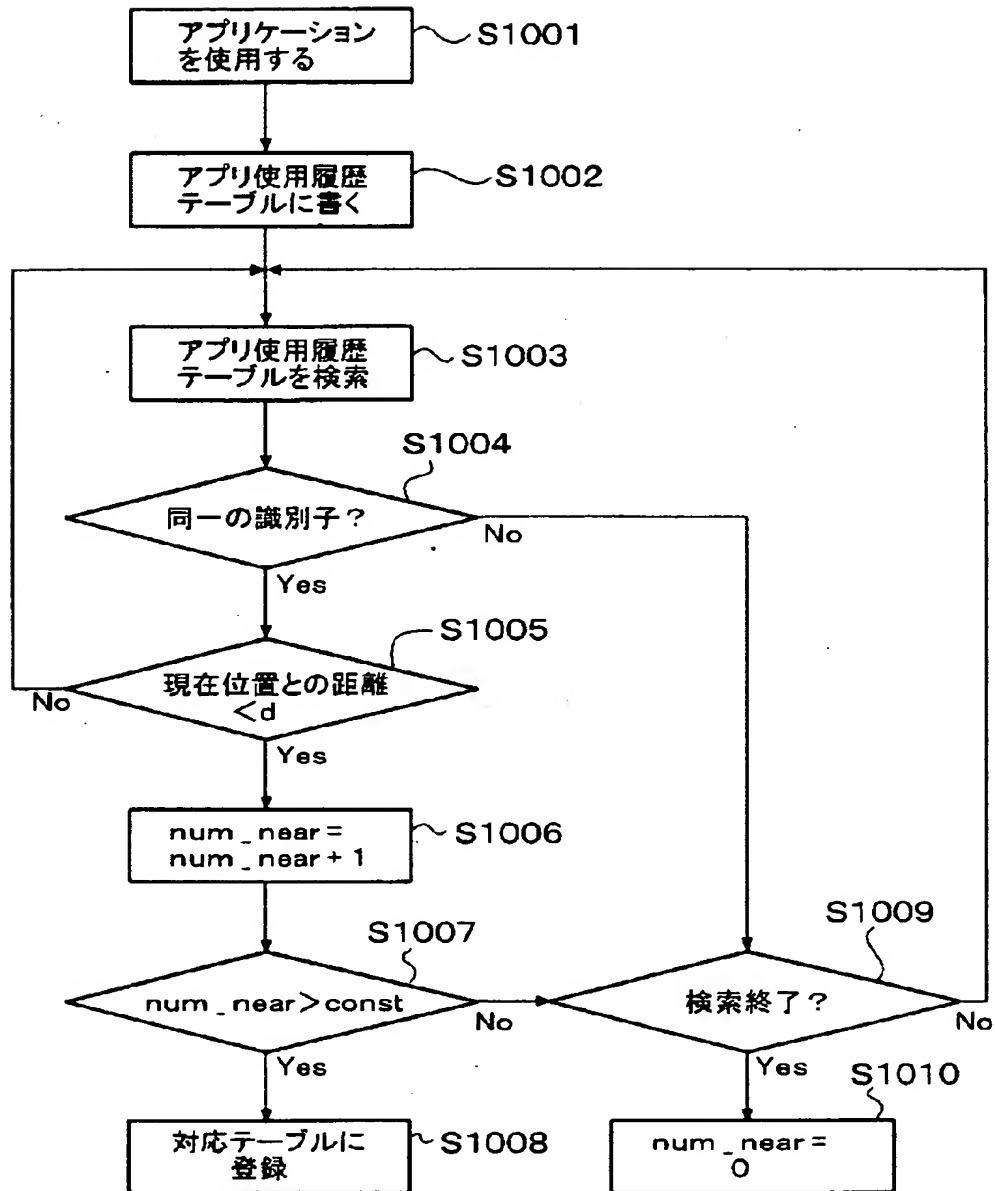 アプリケーション
を使用する
S1001
アプリ使用履歴
テーブルに書く
S1002
アプリ使用履歴
テーブルを検索
S1003
S1004
同一の識別子？
No
Yes
S1005
現在位置との距離
<d
No
Yes
num_near=
num_near+1
S1006
S1007
num_near>const
No
Yes
S1009
検索終了？
No
Yes
対応テーブルに
登録
S1008
S1010
num_near=
0